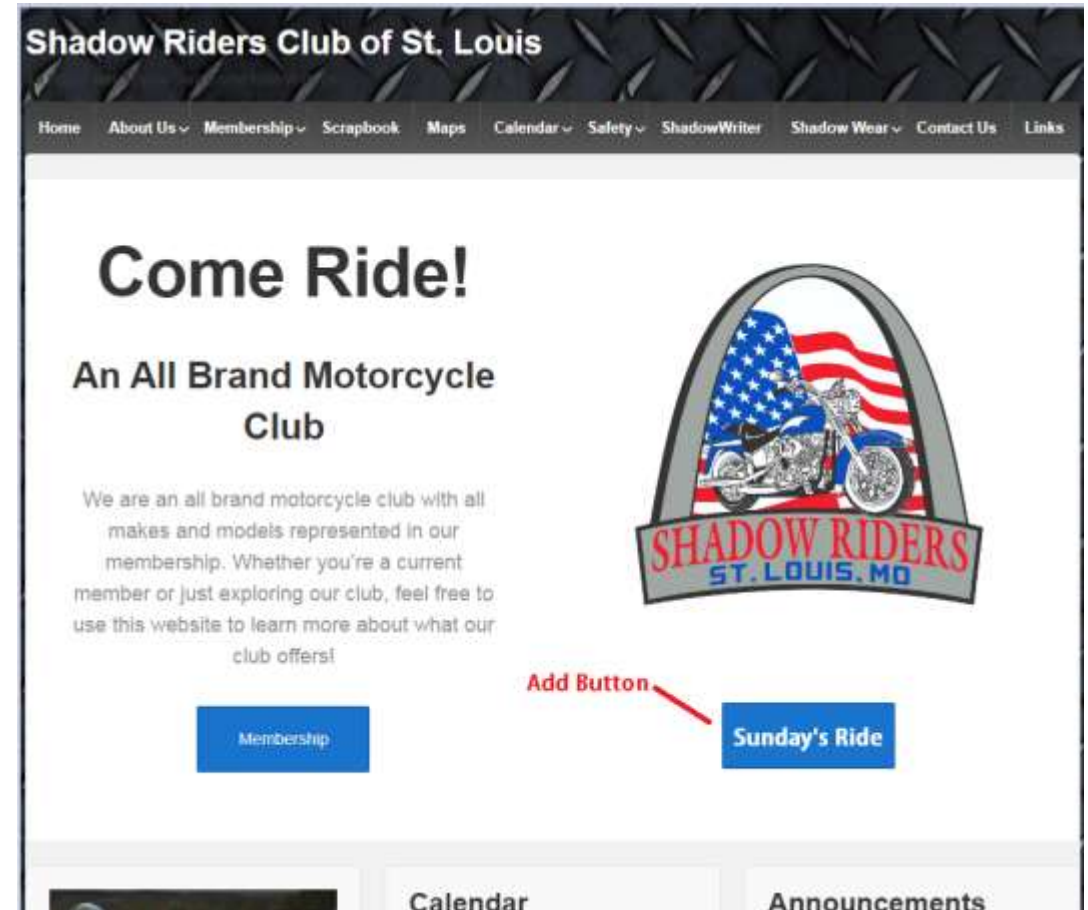 Shadow Riders Club of St. Louis
Home About Us Membership Scrapbook Maps Calendar Safety ShadowWriter Shadow Wear Contact Us Links
Come Ride!
An All Brand Motorcycle
Club
We are an all brand motorcycle club with all
makes and models represented in our
membership. Whether you're a current
member or just exploring our club, feel free to
use this website to learn more about what our
club offers!
Membership
SHADOW RIDERS
ST. LOUIS, MO
Add Button
Sunday's Ride
Calendar
Announcements